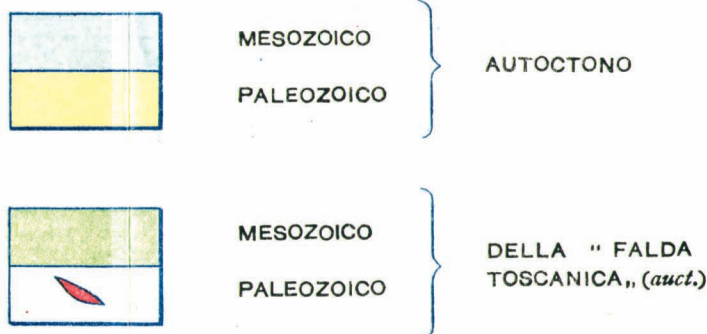 MESOZOICO
PALEOZOICO
AUTOCTONO
MESOZOICO
PALEOZOICO
DELLA " FALDA
TOSCANICA„ (auct.)